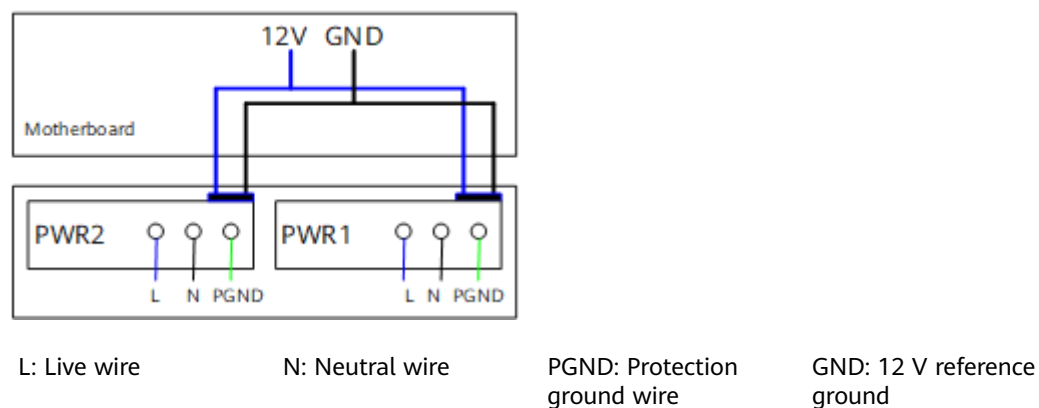 12V GND
Motherboard
PWR2 PWR1
L N PGND L N PGND
L: Live wire N: Neutral wire PGND: Protection GND: 12 V reference
ground wire ground